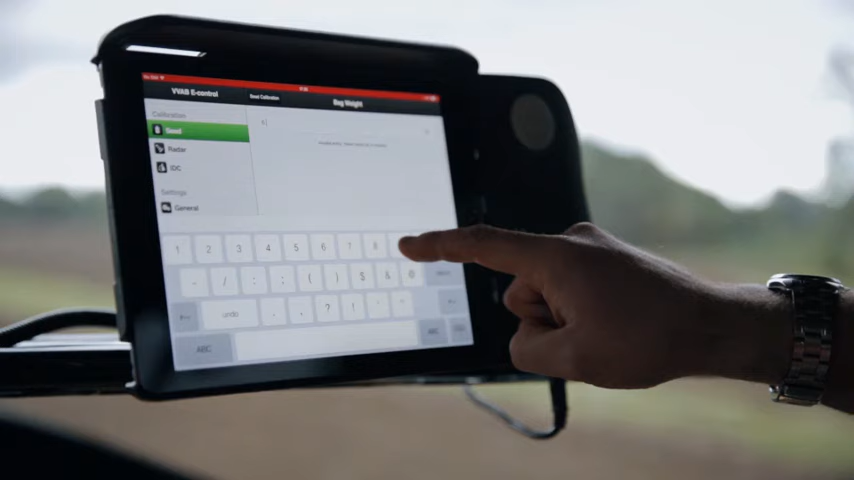 VVAB E-control
Seed Calibration
Bag Weight
Calibration
Seed
Radar
IDC
Settings
General
1 2 3 4 5 6 7 8
- / : ; ( ) $ & @
undo . , ? ! ' "
ABC
ABC